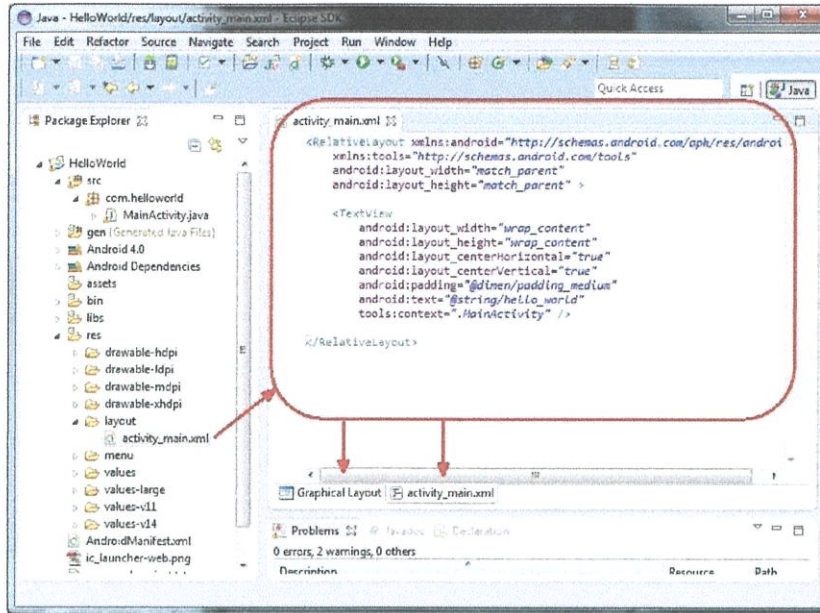 Java - HelloWorld/res/layout/activity_main.xml - Eclipse SDK
File Edit Refactor Source Navigate Search Project Run Window Help
Quick Access
Java
Package Explorer
HelloWorld
src
com.helloworld
MainActivity.java
gen [Generated Java Files]
Android 4.0
Android Dependencies
assets
bin
libs
res
drawable-hdpi
drawable-ldpi
drawable-mdpi
drawable-xhdpi
layout
activity_main.xml
menu
values
values-large
values-v11
values-v14
AndroidManifest.xml
ic_launcher-web.png
activity_main.xml
<RelativeLayout xmlns:android="http://schemas.android.com/apk/res/androi
xmlns:tools="http://schemas.android.com/tools"
android:layout_width="match_parent"
android:layout_height="match_parent" >
<TextView
android:layout_width="wrap_content"
android:layout_height="wrap_content"
android:layout_centerHorizontal="true"
android:layout_centerVertical="true"
android:padding="@dimen/padding_medium"
android:text="@string/hello_world"
tools:context=".MainActivity" />
</RelativeLayout>
Graphical Layout activity_main.xml
Problems Javadoc Declaration
0 errors, 2 warnings, 0 others
Description Resource Path